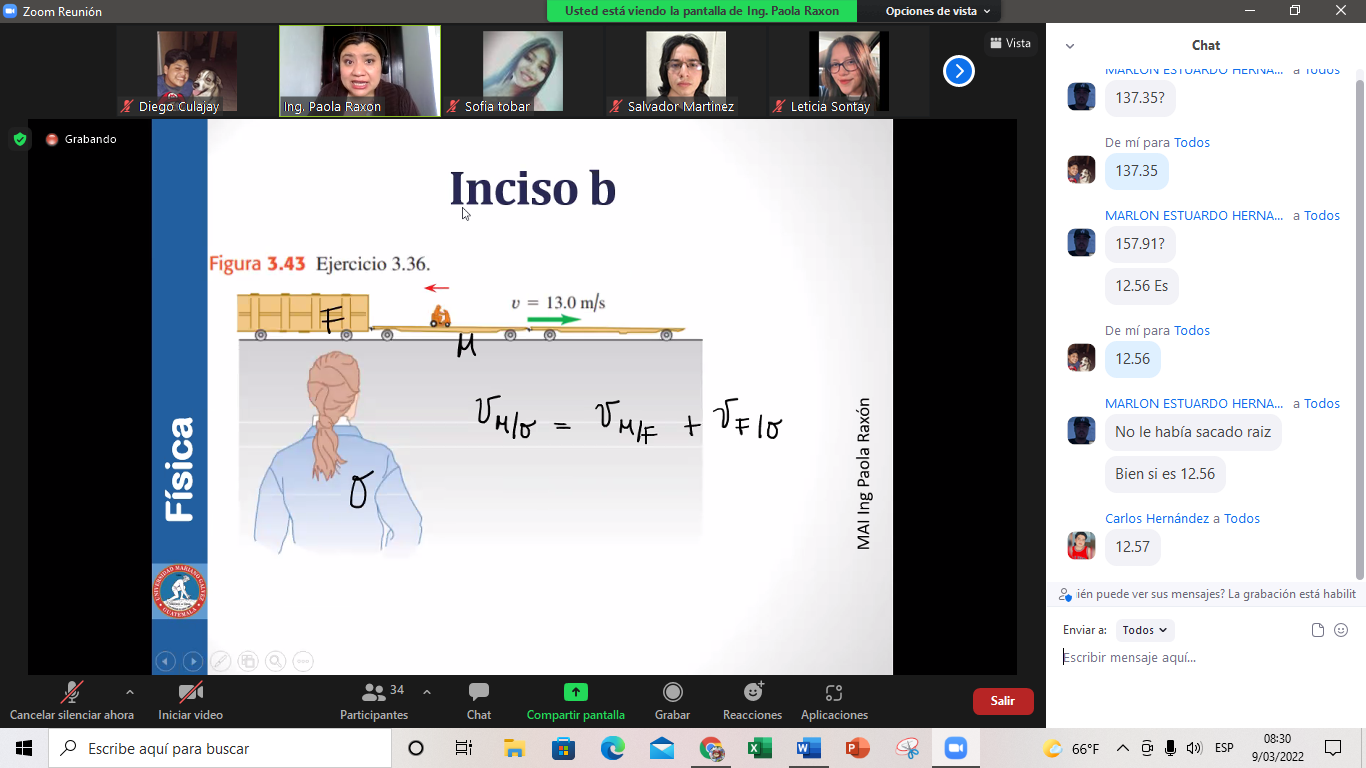 Zoom Reunión
Usted está viendo la pantalla de Ing. Paola Raxon
Opciones de vista
Vista
Diego Culajay
Ing. Paola Raxon
Sofia tobar
Salvador Martinez
Leticia Sontay
Grabando
Inciso b
Figura 3.43 Ejercicio 3.36.
v = 13.0 m/s
F
M
v M/O = v M/F + v F/O
O
Física
MAI Ing Paola Raxón
UNIVERSIDAD MARIANO GALVEZ
GUATEMALA
Chat
MARLON ESTUARDO HERNA... a Todos
137.35?
De mí para Todos
137.35
MARLON ESTUARDO HERNA... a Todos
157.91?
12.56 Es
De mí para Todos
12.56
MARLON ESTUARDO HERNA... a Todos
No le había sacado raiz
Bien si es 12.56
Carlos Hernández a Todos
12.57
ién puede ver sus mensajes? La grabación está habilit
Enviar a: Todos
Escribir mensaje aquí...
Cancelar silenciar ahora
Iniciar video
34
Participantes
Chat
Compartir pantalla
Grabar
Reacciones
Aplicaciones
Salir
Escribe aquí para buscar
66°F
ESP
08:30
9/03/2022